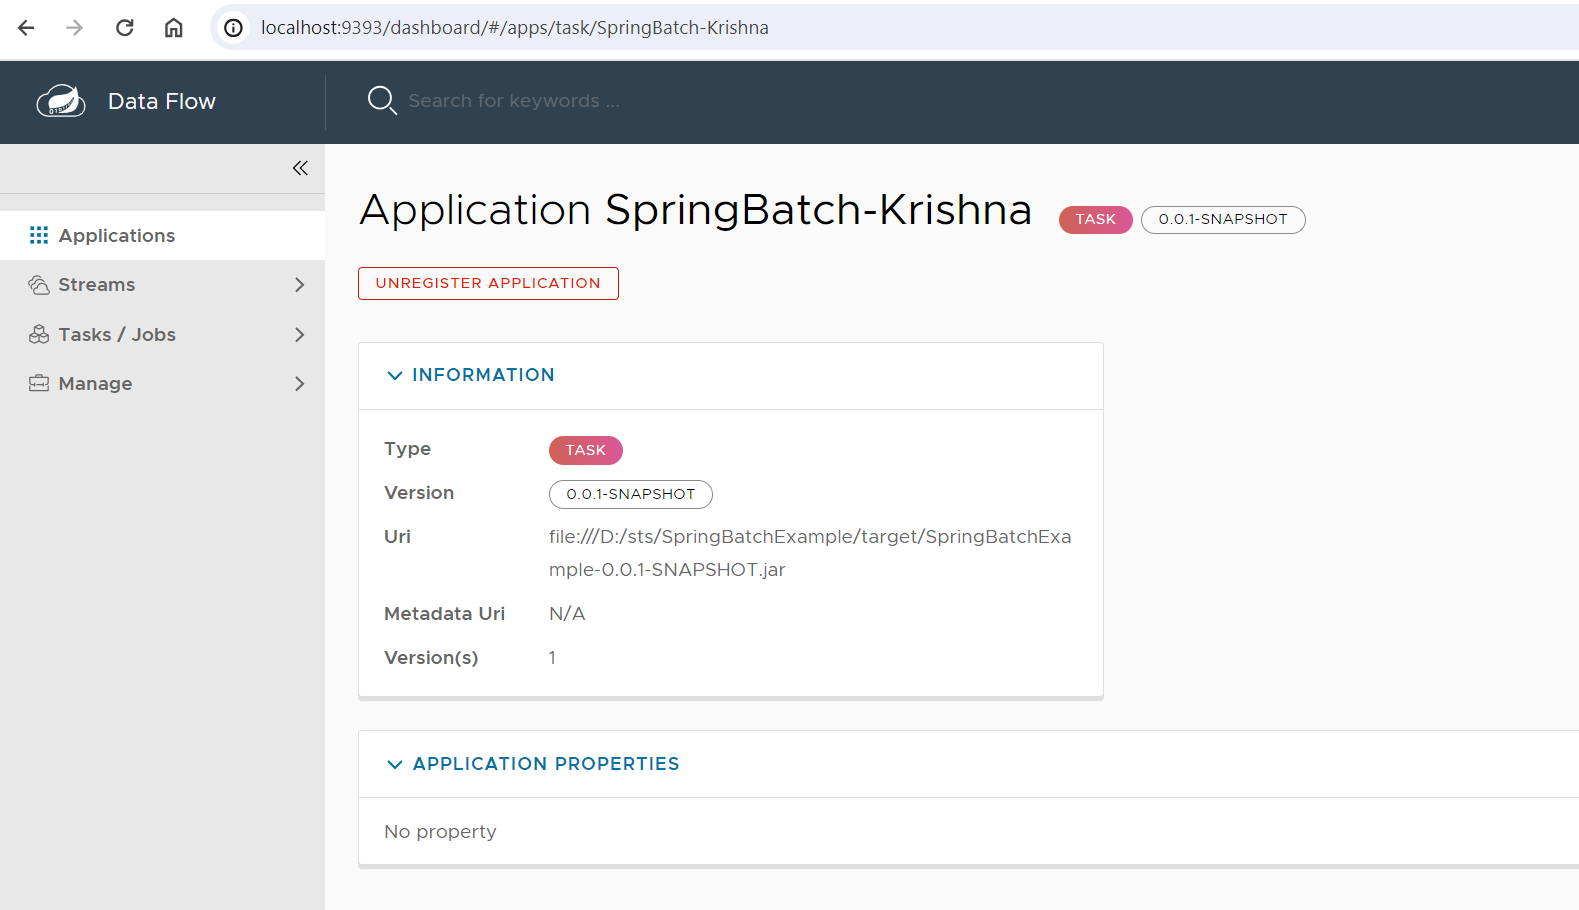 localhost:9393/dashboard/#/apps/task/SpringBatch-Krishna
Data Flow
Search for keywords ...
Applications
Streams
Tasks / Jobs
Manage
Application SpringBatch-Krishna TASK 0.0.1-SNAPSHOT
UNREGISTER APPLICATION
INFORMATION
Type TASK
Version 0.0.1-SNAPSHOT
Uri file:///D:/sts/SpringBatchExample/target/SpringBatchExa
mple-0.0.1-SNAPSHOT.jar
Metadata Uri N/A
Version(s) 1
APPLICATION PROPERTIES
No property